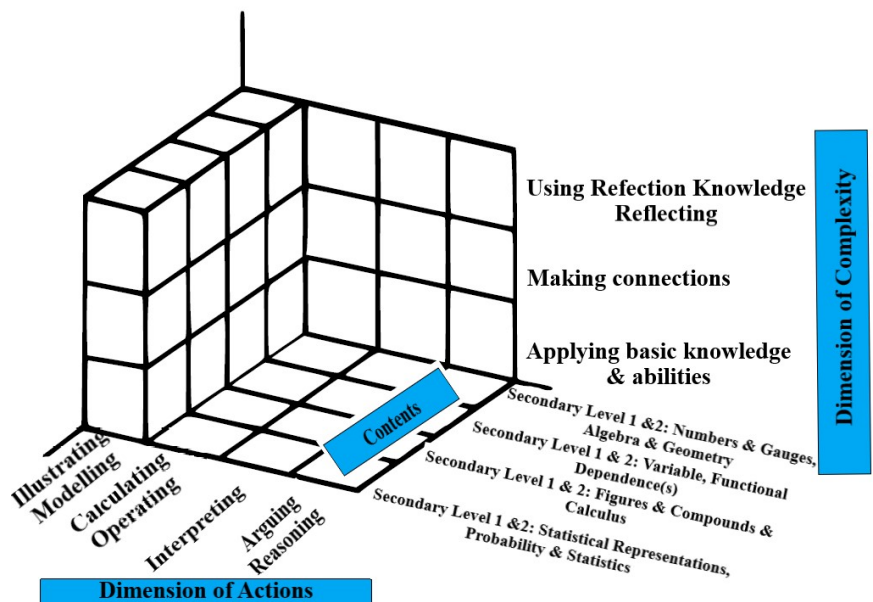 Using Refection Knowledge
Reflecting
Making connections
Applying basic knowledge
& abilities
Dimension of Complexity
Contents
Secondary Level 1 &2: Numbers & Gauges,
Algebra & Geometry
Secondary Level 1 & 2: Variable, Functional
Dependence(s)
Secondary Level 1 & 2: Figures & Compounds &
Calculus
Secondary Level 1 &2: Statistical Representations,
Probability & Statistics
Illustrating
Modelling
Calculating
Operating
Interpreting
Arguing
Reasoning
Dimension of Actions